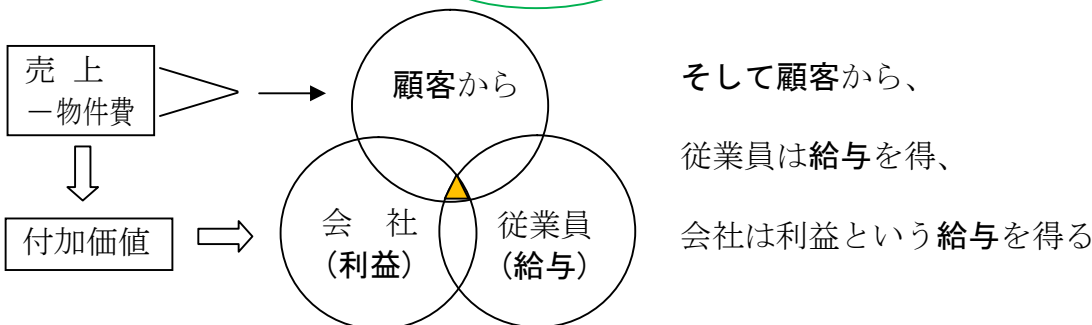 売 上
－物件費
付加価値
顧客から
会 社
（利益）
従業員
（給与）
そして顧客から、
従業員は給与を得、
会社は利益という給与を得る